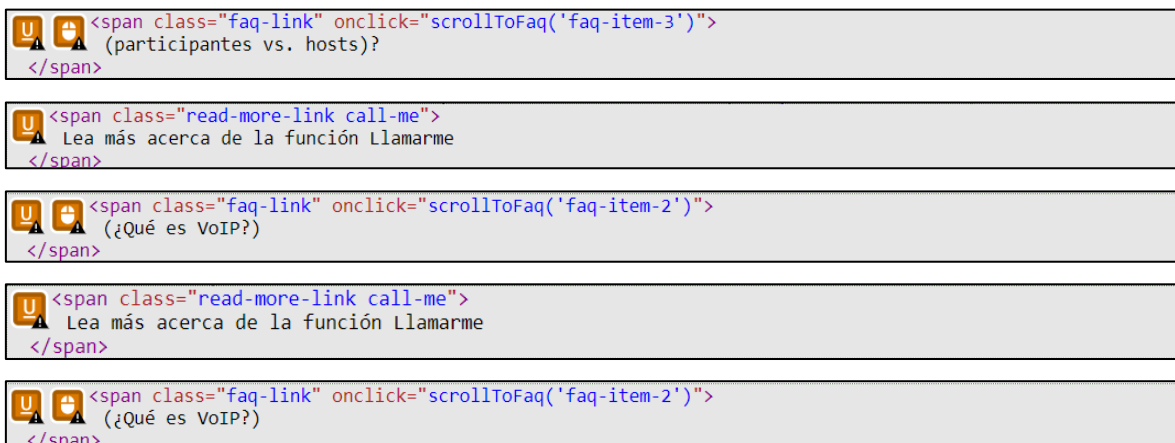 <span class="faq-link" onclick="scrollToFaq('faq-item-3')">
(participantes vs. hosts)?
</span>
<span class="read-more-link call-me">
Lea más acerca de la función Llamarme
</span>
<span class="faq-link" onclick="scrollToFaq('faq-item-2')">
(¿Qué es VoIP?)
</span>
<span class="read-more-link call-me">
Lea más acerca de la función Llamarme
</span>
<span class="faq-link" onclick="scrollToFaq('faq-item-2')">
(¿Qué es VoIP?)
</span>